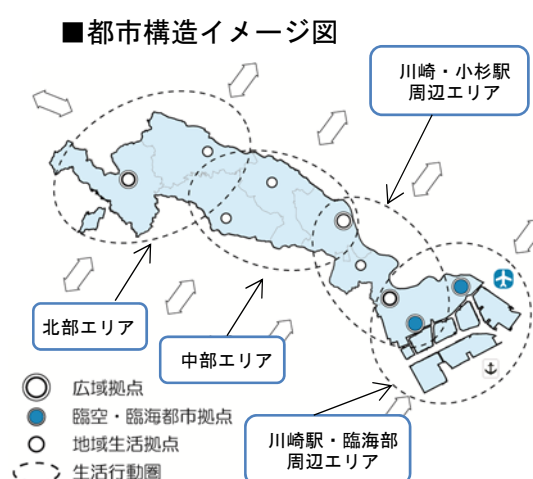 ■都市構造イメージ図
川崎・小杉駅
周辺エリア
北部エリア
中部エリア
川崎駅・臨海部
周辺エリア
広域拠点
臨空・臨海都市拠点
地域生活拠点
生活行動圏